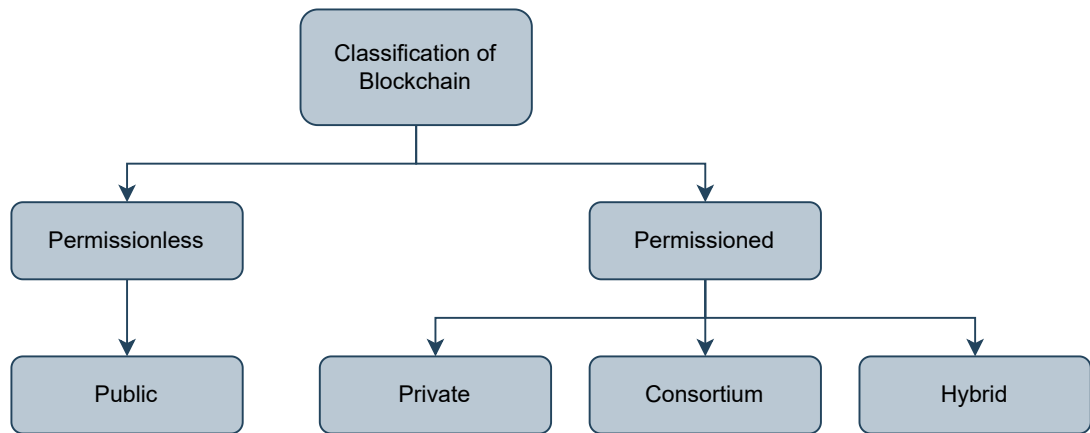 Classification of
Blockchain
Permissionless
Permissioned
Public
Private
Consortium
Hybrid